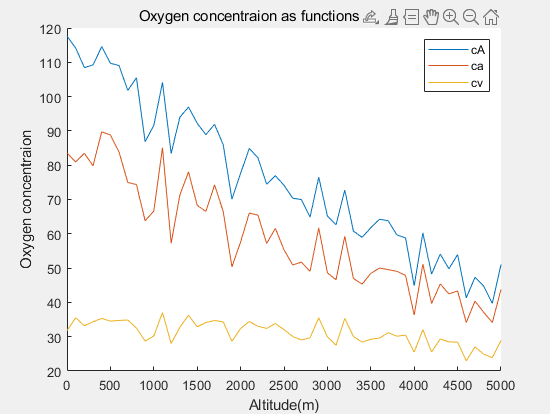 Oxygen concentraion as functions
cA
ca
cv
120
110
100
90
80
70
60
50
40
30
20
Oxygen concentraion
0 500 1000 1500 2000 2500 3000 3500 4000 4500 5000
Altitude(m)